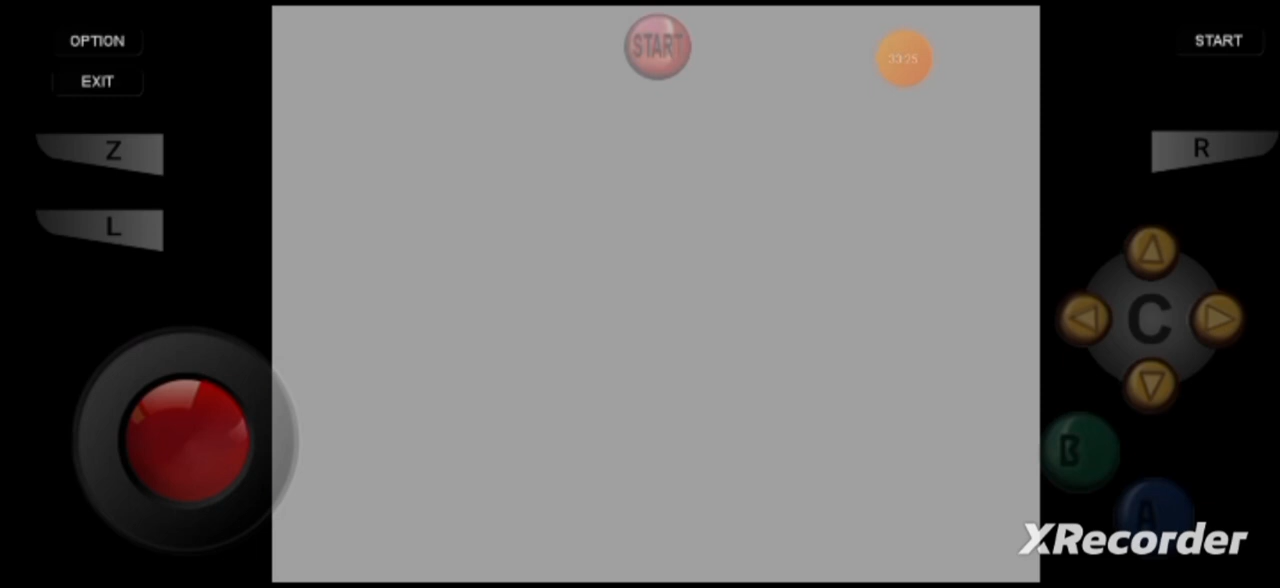 OPTION
START
START
33:25
EXIT
Z
R
L
C
B
A
XRecorder